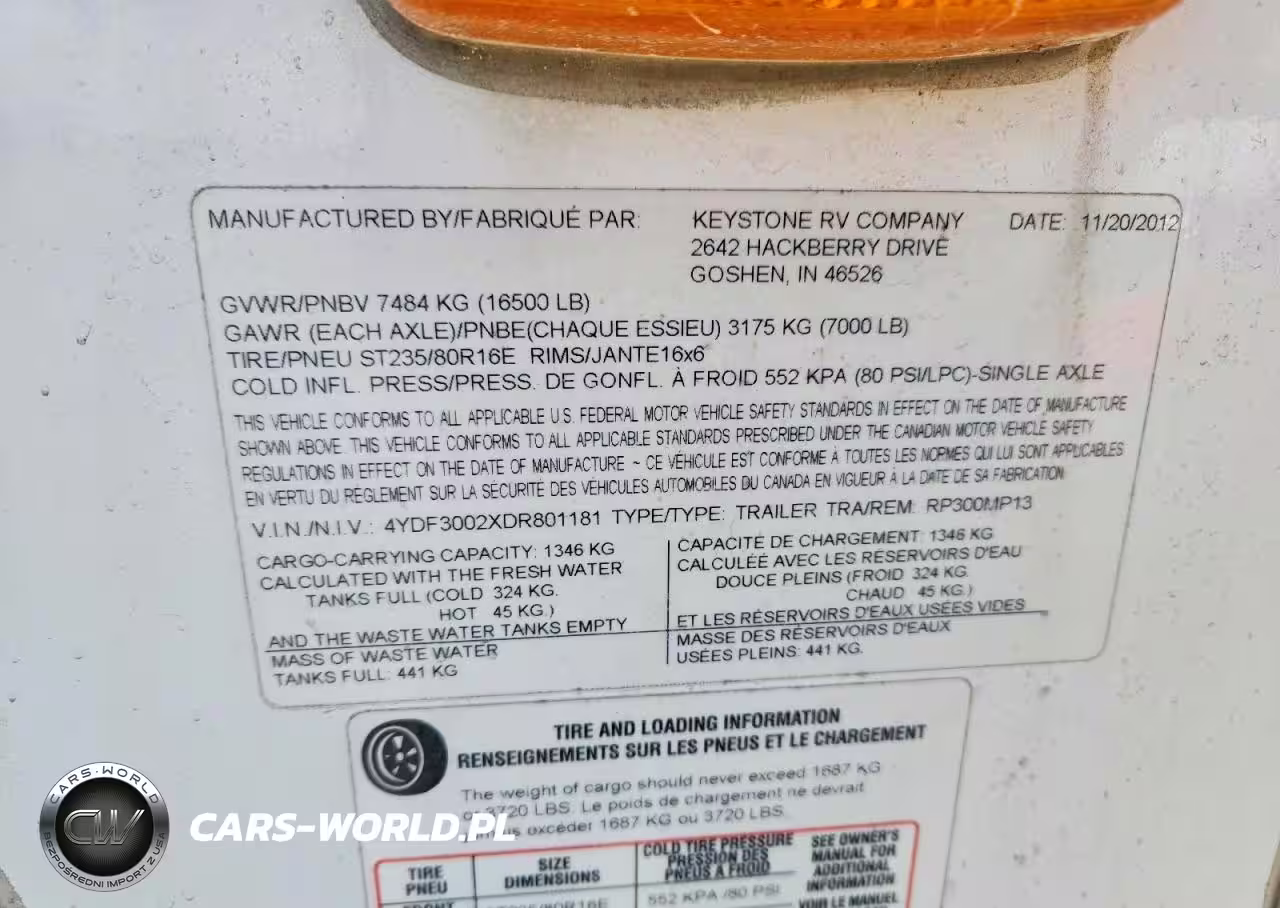 MANUFACTURED BY/FABRIQUÉ PAR: KEYSTONE RV COMPANY DATE: 11/20/2012
2642 HACKBERRY DRIVE
GOSHEN, IN 46526
GVWR/PNBV 7484 KG (16500 LB)
GAWR (EACH AXLE)/PNBE(CHAQUE ESSIEU) 3175 KG (7000 LB)
TIRE/PNEU ST235/80R16E RIMS/JANTE16x6
COLD INFL. PRESS/PRESS. DE GONFL. À FROID 552 KPA (80 PSI/LPC)-SINGLE AXLE
THIS VEHICLE CONFORMS TO ALL APPLICABLE U.S. FEDERAL MOTOR VEHICLE SAFETY STANDARDS IN EFFECT ON THE DATE OF MANUFACTURE
SHOWN ABOVE. THIS VEHICLE CONFORMS TO ALL APPLICABLE STANDARDS PRESCRIBED UNDER THE CANADIAN MOTOR VEHICLE SAFETY
REGULATIONS IN EFFECT ON THE DATE OF MANUFACTURE ~ CE VÉHICULE EST CONFORME À TOUTES LES NORMES QUI LUI SONT APPLICABLES
EN VERTU DU RÈGLEMENT SUR LA SÉCURITÉ DES VÉHICULES AUTOMOBILES DU CANADA EN VIGUEUR À LA DATE DE SA FABRICATION
V.I.N./N.I.V.: 4YDF3002XDR801181 TYPE/TYPE: TRAILER TRA/REM: RP300MP13
CARGO-CARRYING CAPACITY: 1346 KG
CALCULATED WITH THE FRESH WATER
TANKS FULL (COLD 324 KG.
HOT 45 KG.)
AND THE WASTE WATER TANKS EMPTY
MASS OF WASTE WATER
TANKS FULL: 441 KG
CAPACITÉ DE CHARGEMENT: 1346 KG
CALCULÉE AVEC LES RÉSERVOIRS D'EAU
DOUCE PLEINS (FROID 324 KG.
CHAUD 45 KG.)
ET LES RÉSERVOIRS D'EAUX USÉES VIDES
MASSE DES RÉSERVOIRS D'EAUX
USÉES PLEINS: 441 KG.
TIRE AND LOADING INFORMATION
RENSEIGNEMENTS SUR LES PNEUS ET LE CHARGEMENT
The weight of cargo should never exceed 1687 KG
or 3720 LBS. Le poids de chargement ne devrait
excéder 1687 KG ou 3720 LBS.
TIRE
PNEU
SIZE
DIMENSIONS
COLD TIRE PRESSURE
PRESSION DES
PNEUS A FROID
SEE OWNER'S
MANUAL FOR
ADDITIONAL
INFORMATION
VOIR LE MANUEL
552 KPA /80 PSI
CARS-WORLD
CW
BEZPOŚREDNI IMPORT Z USA
CARS-WORLD.PL